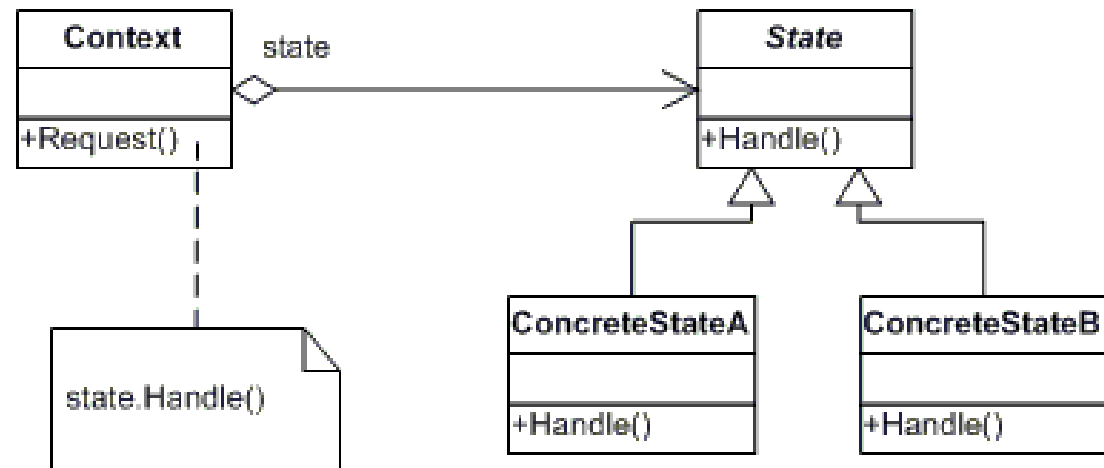 Context
+Request()
state
State
+Handle()
state.Handle()
ConcreteStateA
+Handle()
ConcreteStateB
+Handle()